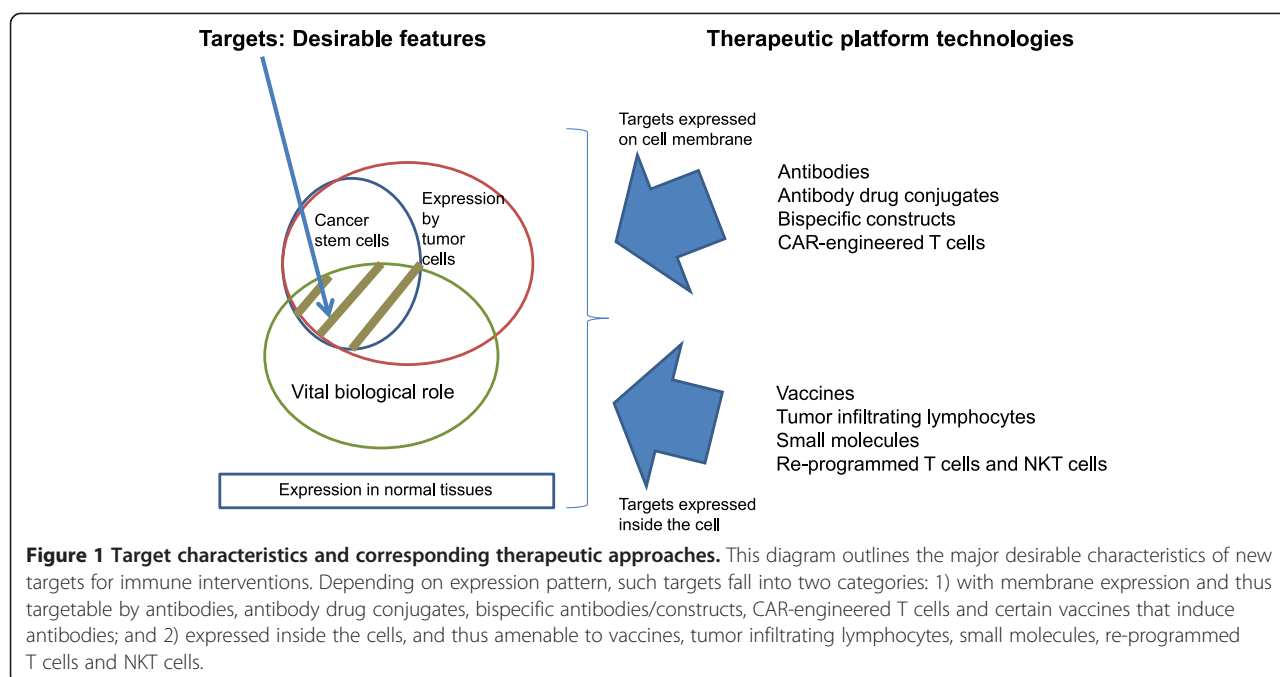 Targets: Desirable features
Therapeutic platform technologies
Cancer
stem cells
Expression
by
tumor
cells
Vital biological role
Expression in normal tissues
Targets expressed
on cell membrane
Antibodies
Antibody drug conjugates
Bispecific constructs
CAR-engineered T cells
Vaccines
Tumor infiltrating lymphocytes
Small molecules
Re-programmed T cells and NKT cells
Targets expressed
inside the cell
Figure 1 Target characteristics and corresponding therapeutic approaches. This diagram outlines the major desirable characteristics of new
targets for immune interventions. Depending on expression pattern, such targets fall into two categories: 1) with membrane expression and thus
targetable by antibodies, antibody drug conjugates, bispecific antibodies/constructs, CAR-engineered T cells and certain vaccines that induce
antibodies; and 2) expressed inside the cells, and thus amenable to vaccines, tumor infiltrating lymphocytes, small molecules, re-programmed
T cells and NKT cells.